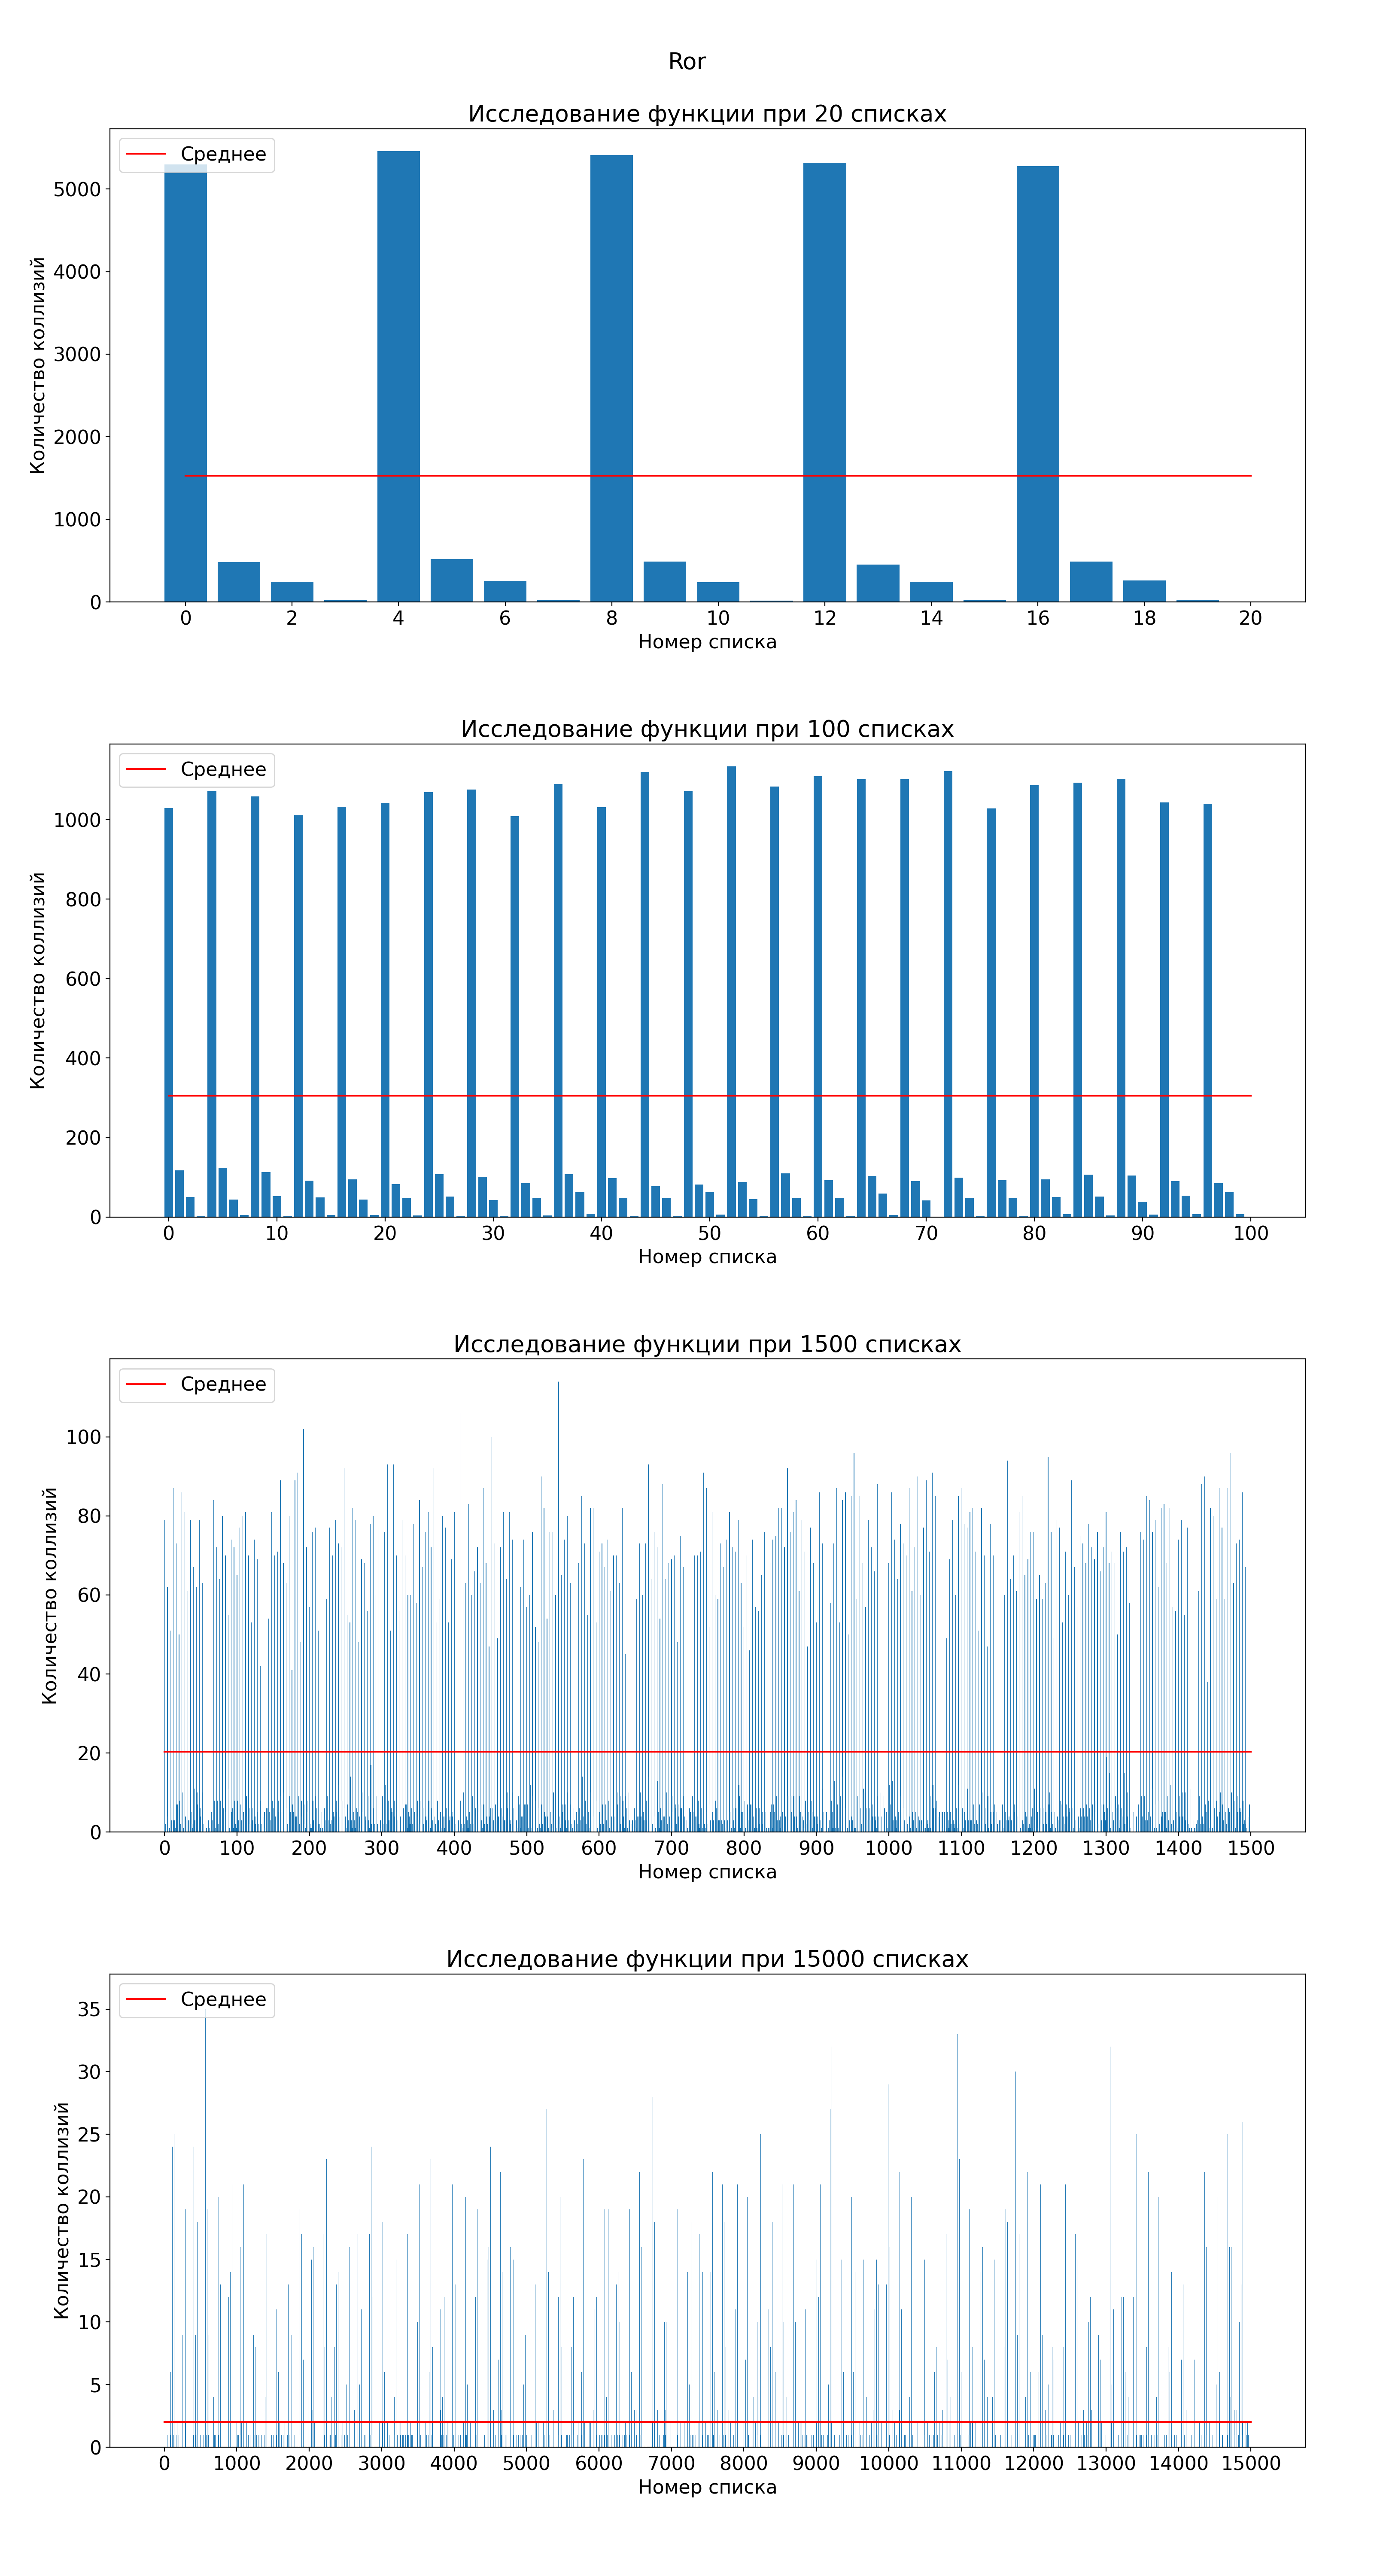 Ror
Исследование функции при 20 списках
Среднее
Количество коллизий
5000
4000
3000
2000
1000
0
0 2 4 6 8 10 12 14 16 18 20
Номер списка
Исследование функции при 100 списках
Среднее
Количество коллизий
1000
800
600
400
200
0
0 10 20 30 40 50 60 70 80 90 100
Номер списка
Исследование функции при 1500 списках
Среднее
Количество коллизий
100
80
60
40
20
0
0 100 200 300 400 500 600 700 800 900 1000 1100 1200 1300 1400 1500
Номер списка
Исследование функции при 15000 списках
Среднее
Количество коллизий
35
30
25
20
15
10
5
0
0 1000 2000 3000 4000 5000 6000 7000 8000 9000 10000 11000 12000 13000 14000 15000
Номер списка